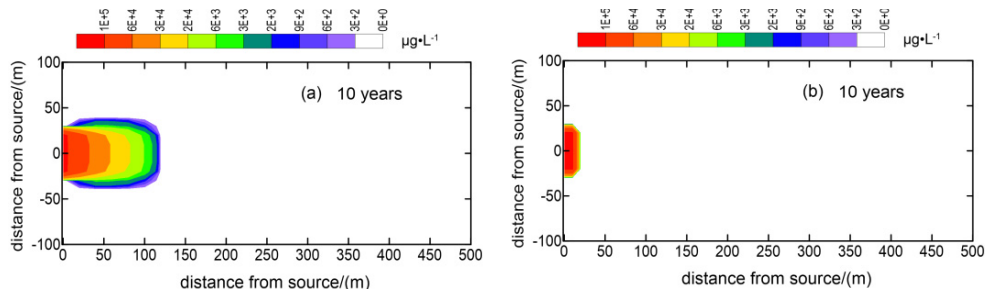 1E+5 6E+4 3E+4 2E+4 6E+3 3E+3 2E+3 9E+2 6E+2 3E+2 0E+0
µg•L-1
(a) 10 years
100
50
0
-50
-100
distance from source/(m)
0 50 100 150 200 250 300 350 400 450 500
distance from source/(m)
1E+5 6E+4 3E+4 2E+4 6E+3 3E+3 2E+3 9E+2 6E+2 3E+2 0E+0
µg•L-1
(b) 10 years
100
50
0
-50
-100
distance from source/(m)
0 50 100 150 200 250 300 350 400 450 500
distance from source/(m)